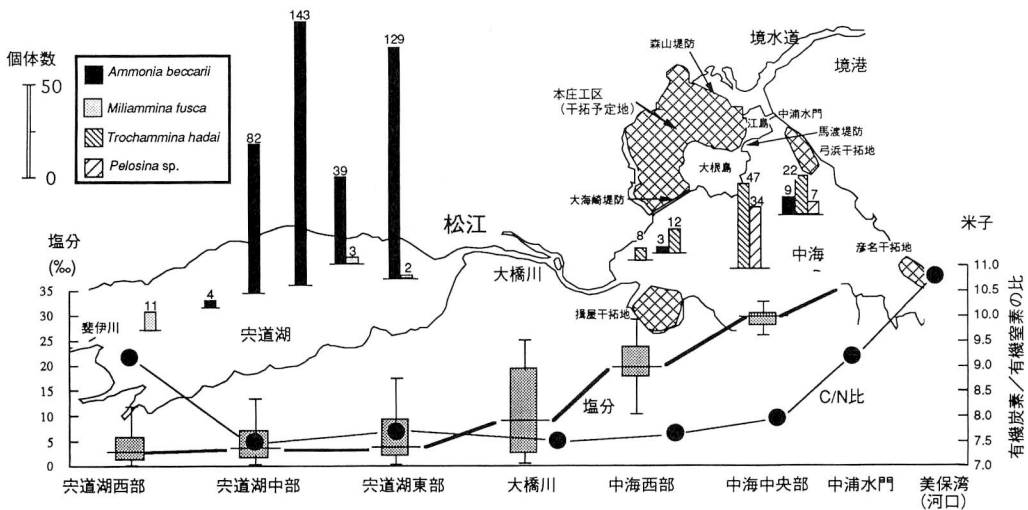 個体数
50
0
Ammonia beccarii
Miliammina fusca
Trochammina hadai
Pelosina sp.
143
129
82
39
3
2
4
11
森山堤防
境水道
境港
本庄工区
(干拓予定地)
江島
中浦水門
馬渡堤防
弓浜干拓地
大根島
大海崎堤防
47
34
22
9
7
8
3
12
松江
大橋川
中海
米子
彦名干拓地
揖屋干拓地
斐伊川
宍道湖
塩分
(‰)
35
30
25
20
15
10
5
0
塩分
C/N比
11.0
10.0
9.5
9.0
8.5
8.0
7.5
7.0
有機炭素/有機窒素の比
宍道湖西部
宍道湖中部
宍道湖東部
大橋川
中海西部
中海中央部
中浦水門
美保湾
(河口)